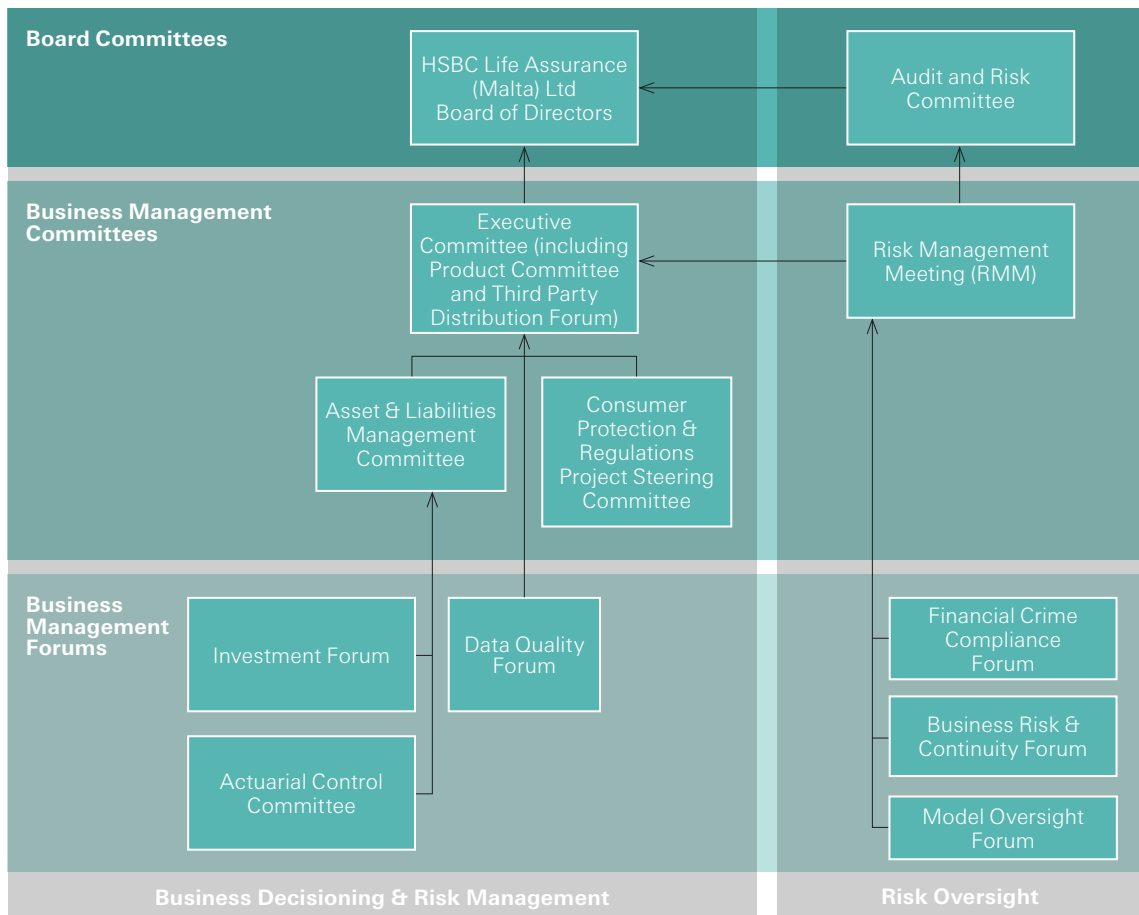 Board Committees
HSBC Life Assurance
(Malta) Ltd
Board of Directors
Audit and Risk
Committee
Business Management
Committees
Executive
Committee (including
Product Committee
and Third Party
Distribution Forum)
Risk Management
Meeting (RMM)
Asset & Liabilities
Management
Committee
Consumer
Protection &
Regulations
Project Steering
Committee
Business
Management
Forums
Investment Forum
Data Quality
Forum
Actuarial Control
Committee
Financial Crime
Compliance
Forum
Business Risk &
Continuity Forum
Model Oversight
Forum
Business Decisioning & Risk Management
Risk Oversight